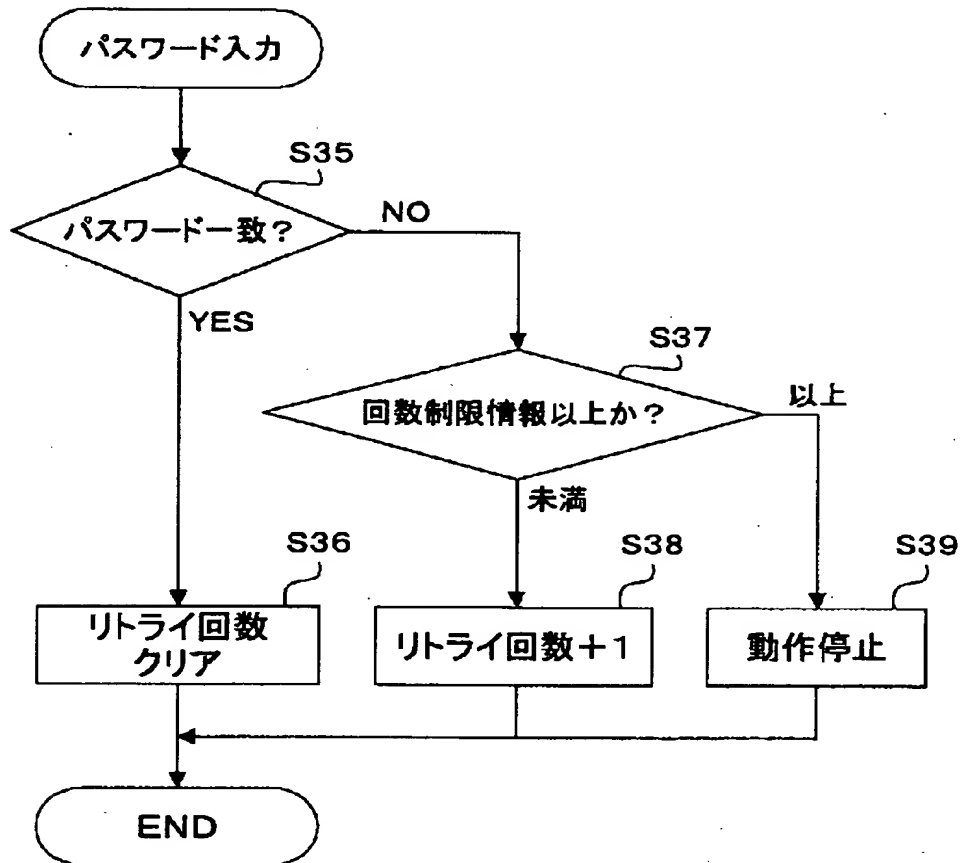 パスワード入力
S35
パスワード一致？
NO
YES
S37
回数制限情報以上か？
以上
未満
S36
リトライ回数
クリア
S38
リトライ回数＋1
S39
動作停止
END